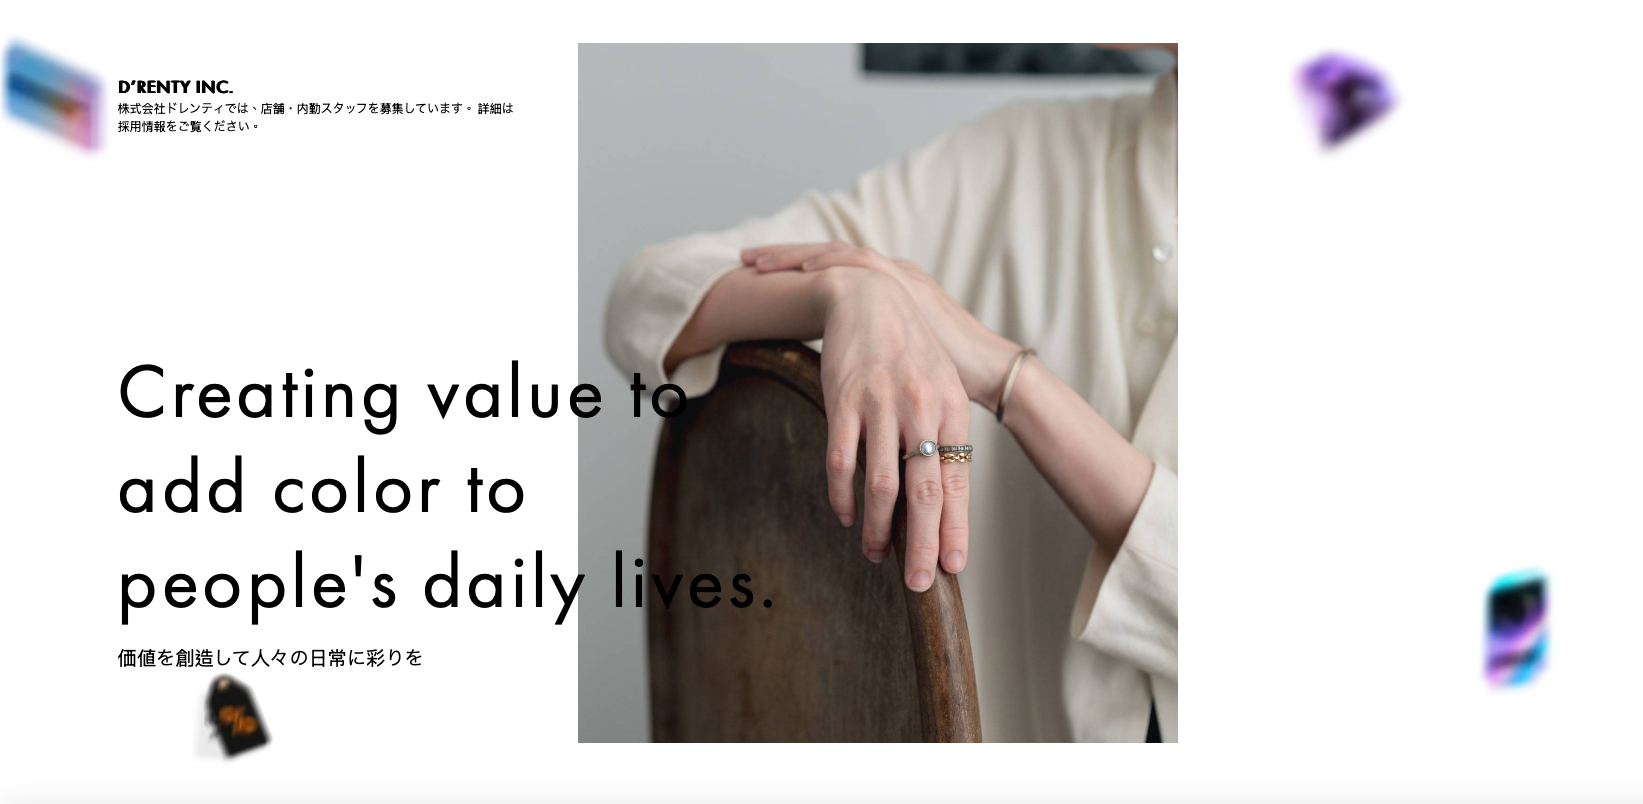 D’RENTY INC.
株式会社ドレンティでは、店舗・内勤スタッフを募集しています。 詳細は
採用情報をご覧ください。
Creating value to
add color to
people's daily lives.
価値を創造して人々の日常に彩りを
%